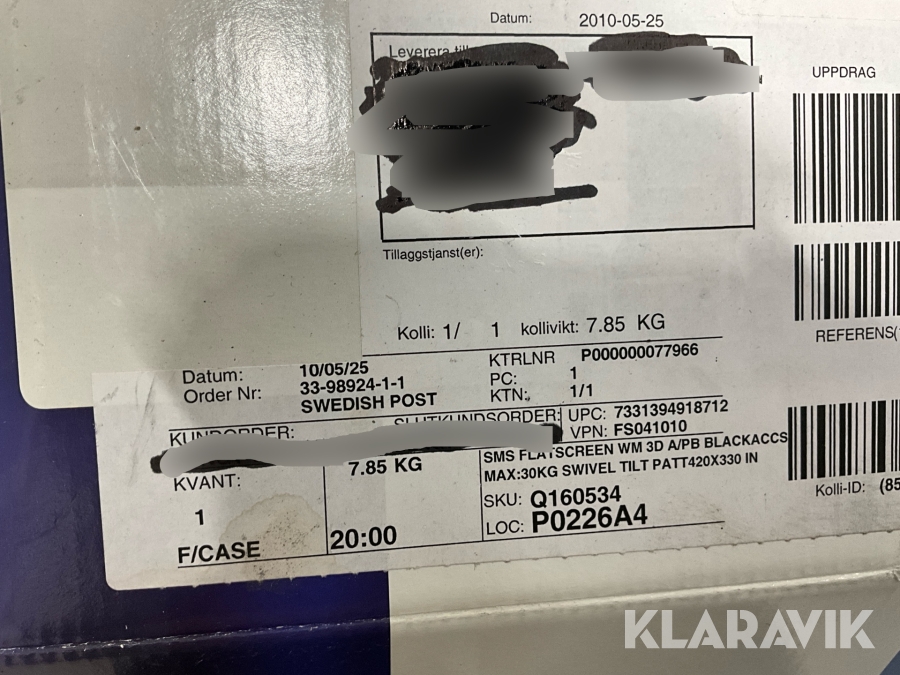 Datum: 2010-05-25
Leverera till
UPPDRAG
Tillaggstjanst(er):
Kolli: 1/ 1 kollivikt: 7.85 KG
REFERENS(
Datum: 10/05/25
Order Nr: 33-98924-1-1
SWEDISH POST
KTRLNR P000000077966
PC: 1
KTN: 1/1
KUNDORDER:
SLUTKUNDSORDER:
UPC: 7331394918712
VPN: FS041010
7.85 KG
SMS FLATSCREEN WM 3D A/PB BLACKACCS
MAX:30KG SWIVEL TILT PATT420X330 IN
KVANT:
1
F/CASE
20:00
SKU: Q160534
LOC: P0226A4
Kolli-ID: (85
KLARAVIK